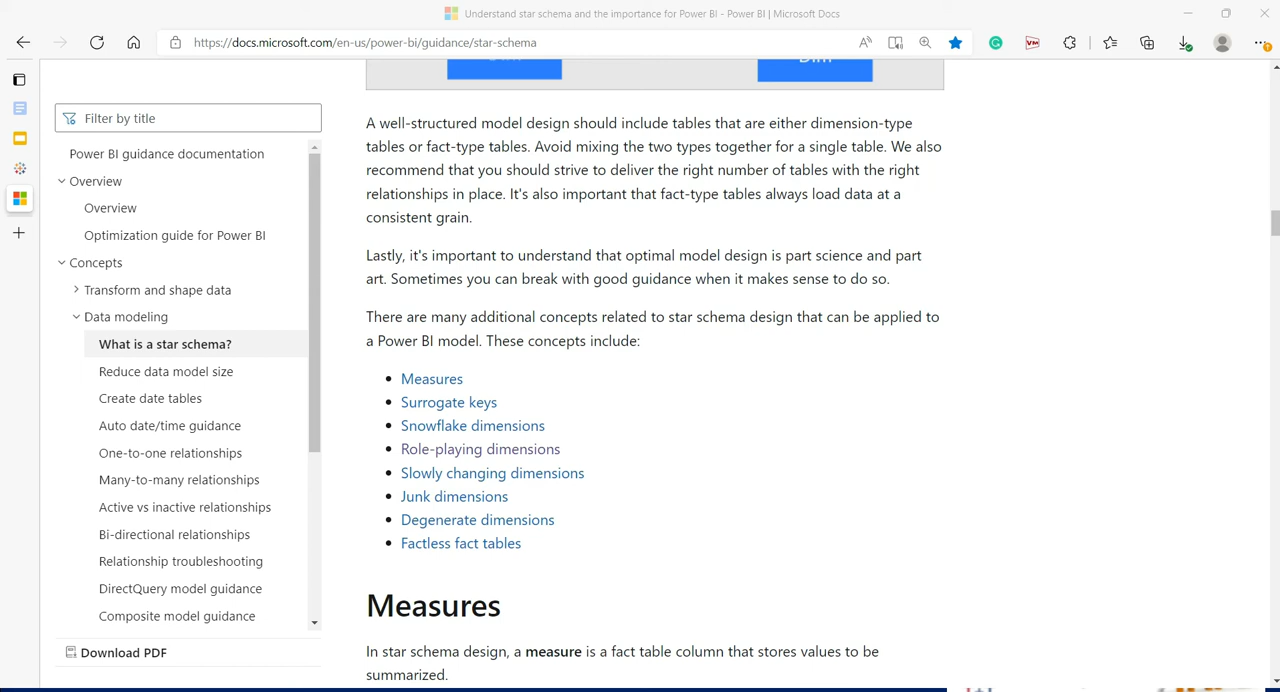 Understand star schema and the importance for Power BI - Power BI | Microsoft Docs
https://docs.microsoft.com/en-us/power-bi/guidance/star-schema
Filter by title
Power BI guidance documentation
Overview
Overview
Optimization guide for Power BI
Concepts
Transform and shape data
Data modeling
What is a star schema?
Reduce data model size
Create date tables
Auto date/time guidance
One-to-one relationships
Many-to-many relationships
Active vs inactive relationships
Bi-directional relationships
Relationship troubleshooting
DirectQuery model guidance
Composite model guidance
Download PDF
A well-structured model design should include tables that are either dimension-type
tables or fact-type tables. Avoid mixing the two types together for a single table. We also
recommend that you should strive to deliver the right number of tables with the right
relationships in place. It's also important that fact-type tables always load data at a
consistent grain.
Lastly, it's important to understand that optimal model design is part science and part
art. Sometimes you can break with good guidance when it makes sense to do so.
There are many additional concepts related to star schema design that can be applied to
a Power BI model. These concepts include:
Measures
Surrogate keys
Snowflake dimensions
Role-playing dimensions
Slowly changing dimensions
Junk dimensions
Degenerate dimensions
Factless fact tables
Measures
In star schema design, a measure is a fact table column that stores values to be
summarized.